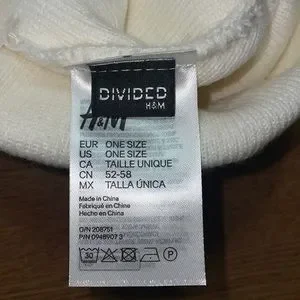 DIVIDED
H&M
H&M
EUR ONE SIZE
US ONE SIZE
CA TAILLE UNIQUE
CN 52-58
MX TALLA ÚNICA
Made in China
Fabriqué en Chine
Hecho en China
O/N 208751
P/N 0948907 3
30
P